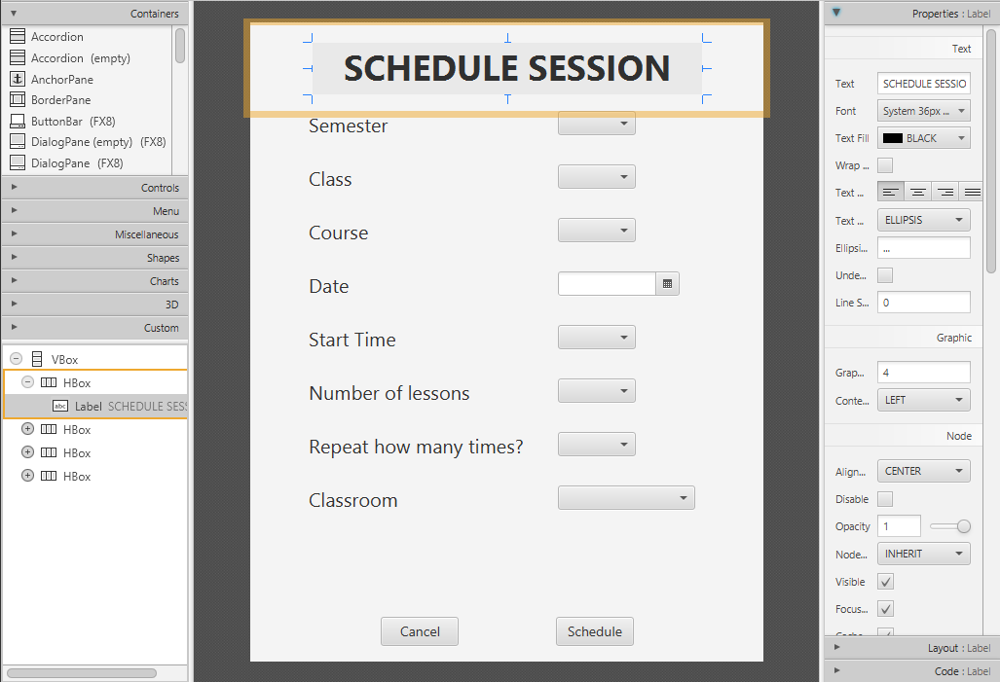 Containers
Accordion
Accordion (empty)
AnchorPane
BorderPane
ButtonBar (FX8)
DialogPane (empty) (FX8)
DialogPane (FX8)
Controls
Menu
Miscellaneous
Shapes
Charts
3D
Custom
VBox
HBox
abc Label SCHEDULE SES
HBox
HBox
HBox
SCHEDULE SESSION
Semester
Class
Course
Date
Start Time
Number of lessons
Repeat how many times?
Classroom
Cancel Schedule
Properties : Label
Text
Text SCHEDULE SESSIO
Font System 36px ...
Text Fill BLACK
Wrap ...
Text ...
Text ... ELLIPSIS
Ellipsi... ...
Unde...
Line S... 0
Graphic
Grap... 4
Conte... LEFT
Node
Align... CENTER
Disable
Opacity 1
Node... INHERIT
Visible
Focus...
Cache
Layout : Label
Code : Label